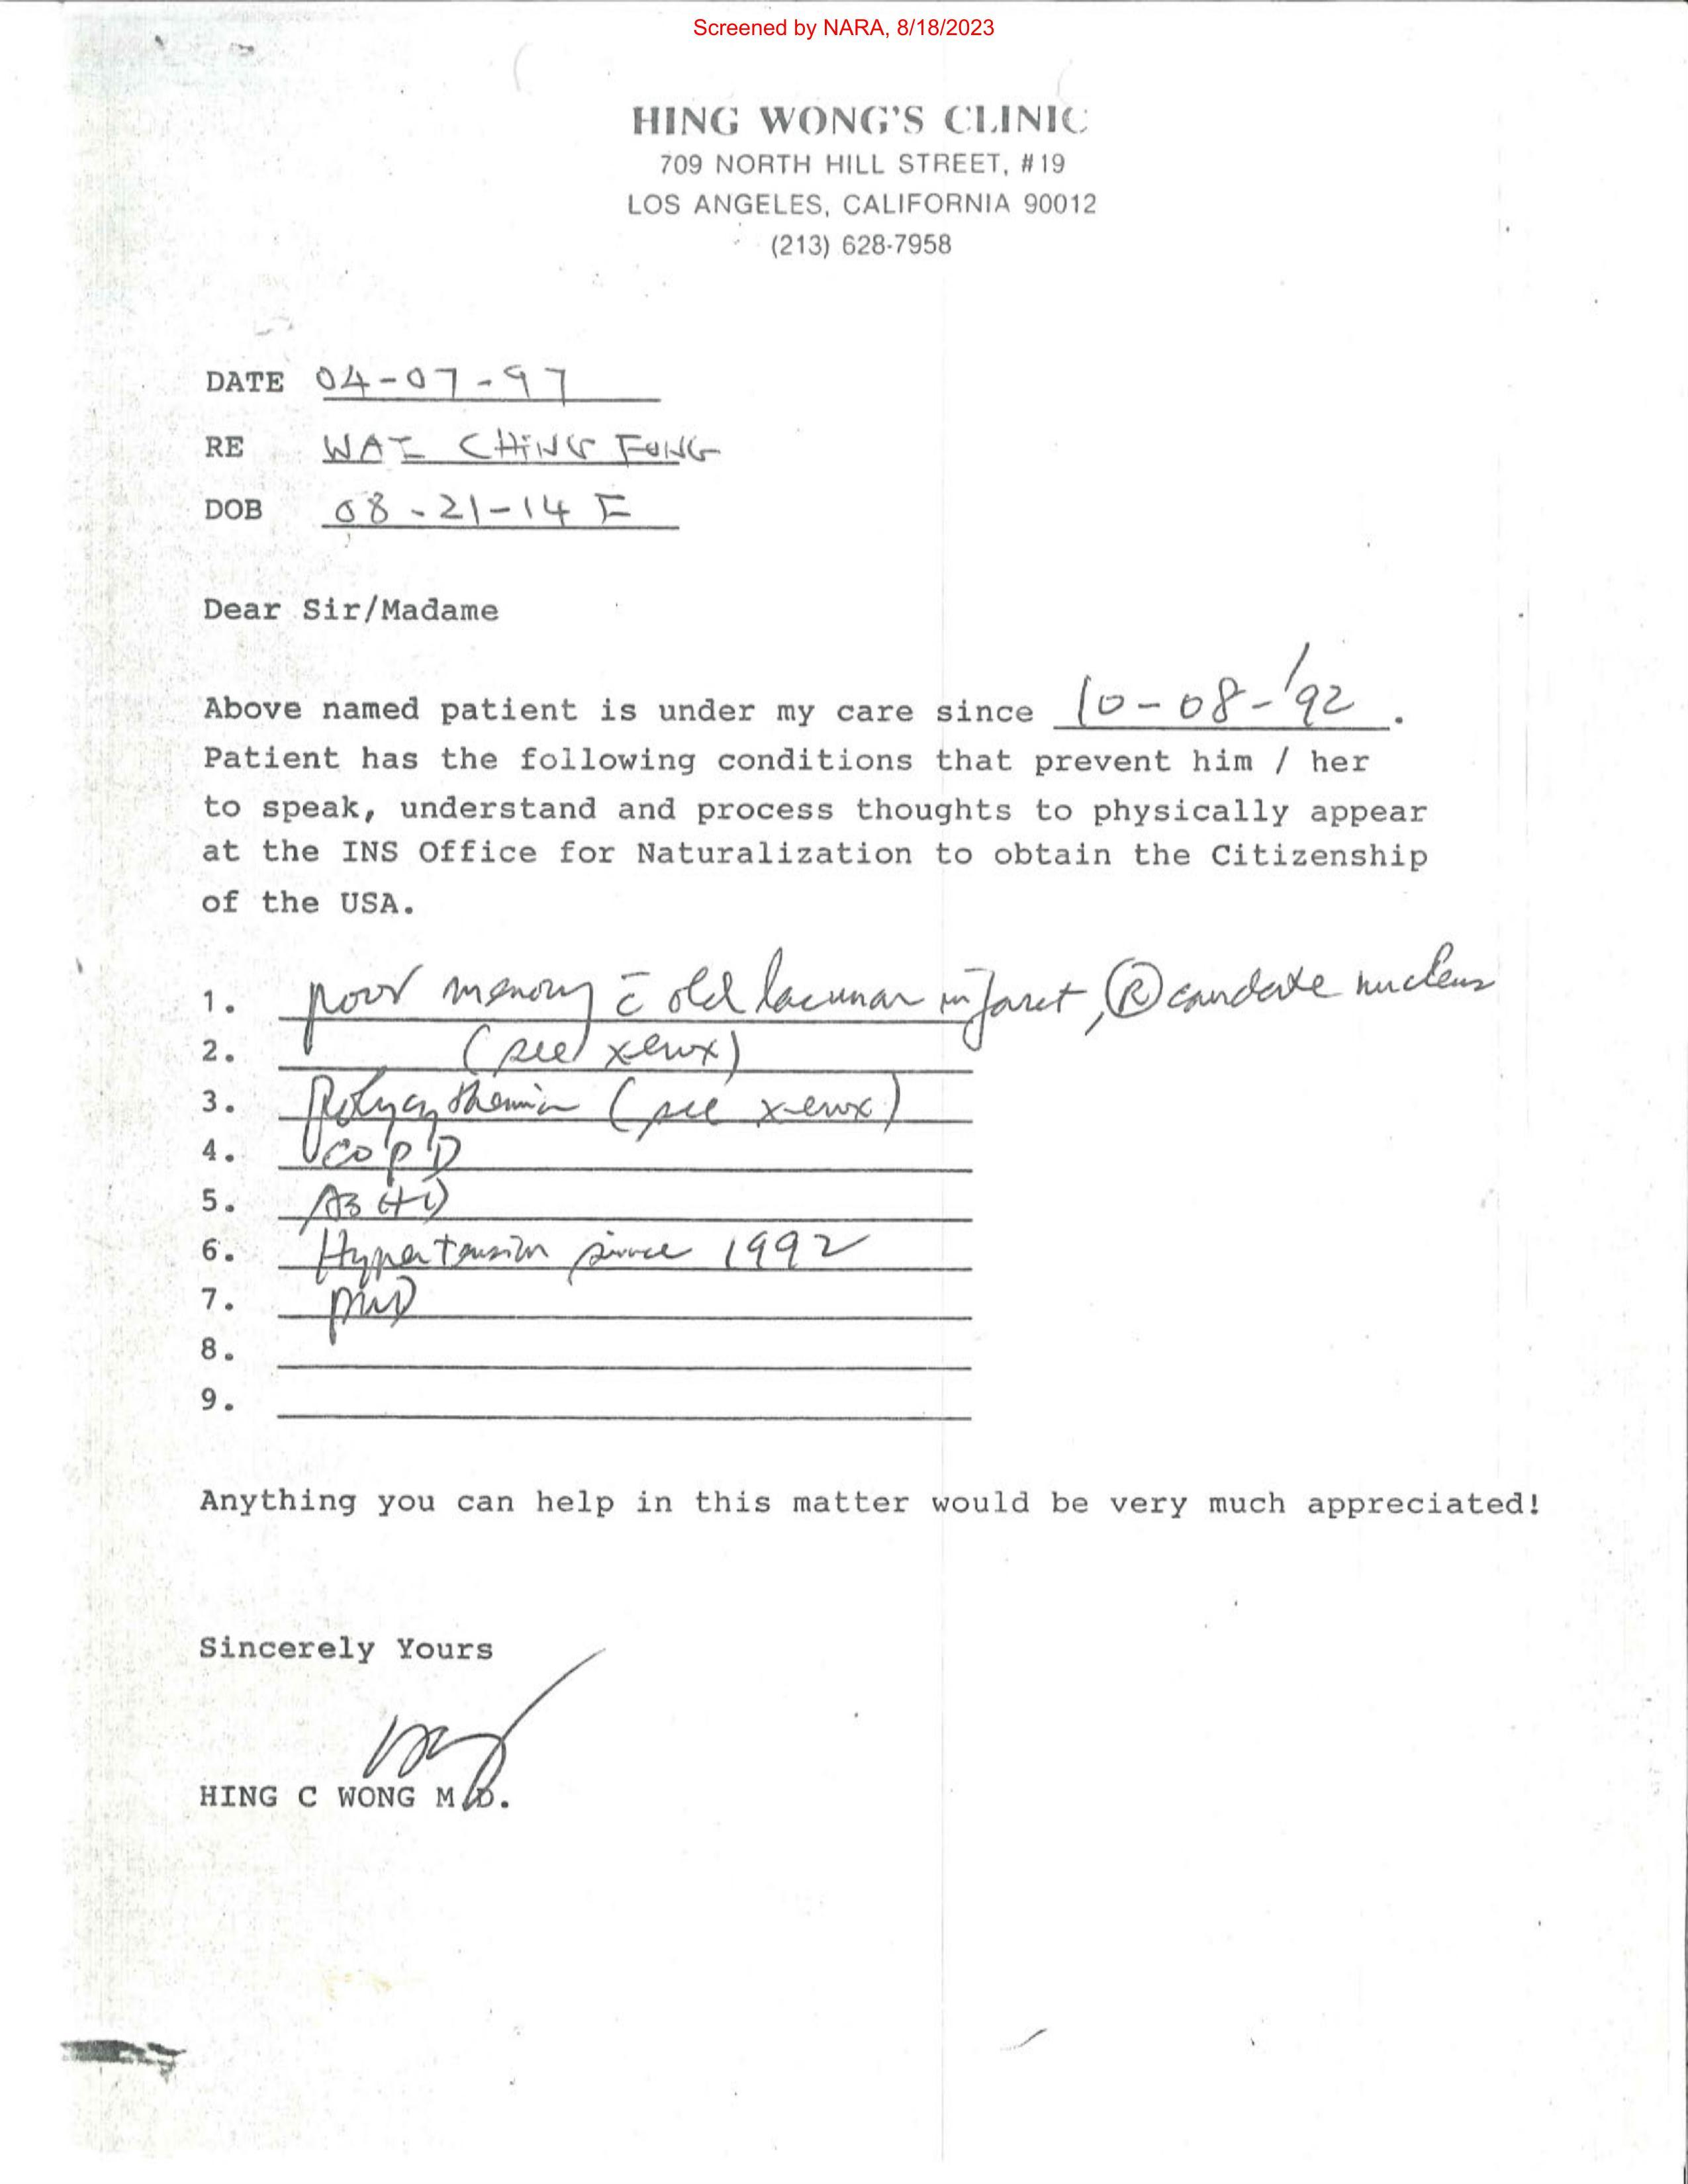 Screened by NARA, 8/18/2023
HING WONG'S CLINIC
709 NORTH HILL STREET, #19
LOS ANGELES, CALIFORNIA 90012
(213) 628-7958
DATE 04-07-97
RE WAI CHING FONG
DOB 08-21-14 F
Dear Sir/Madame
Above named patient is under my care since 10-08-'92.
Patient has the following conditions that prevent him / her
to speak, understand and process thoughts to physically appear
at the INS Office for Naturalization to obtain the Citizenship
of the USA.
1. poor memory c̄ old lacunar infarct, Ⓡ caudate nucleus
2. (see xerox)
3. Polycythemia (see xerox)
4. COPD
5.
6. Hypertension since 1992
7.
8.
9.
Anything you can help in this matter would be very much appreciated!
Sincerely Yours
HING C WONG M.D.